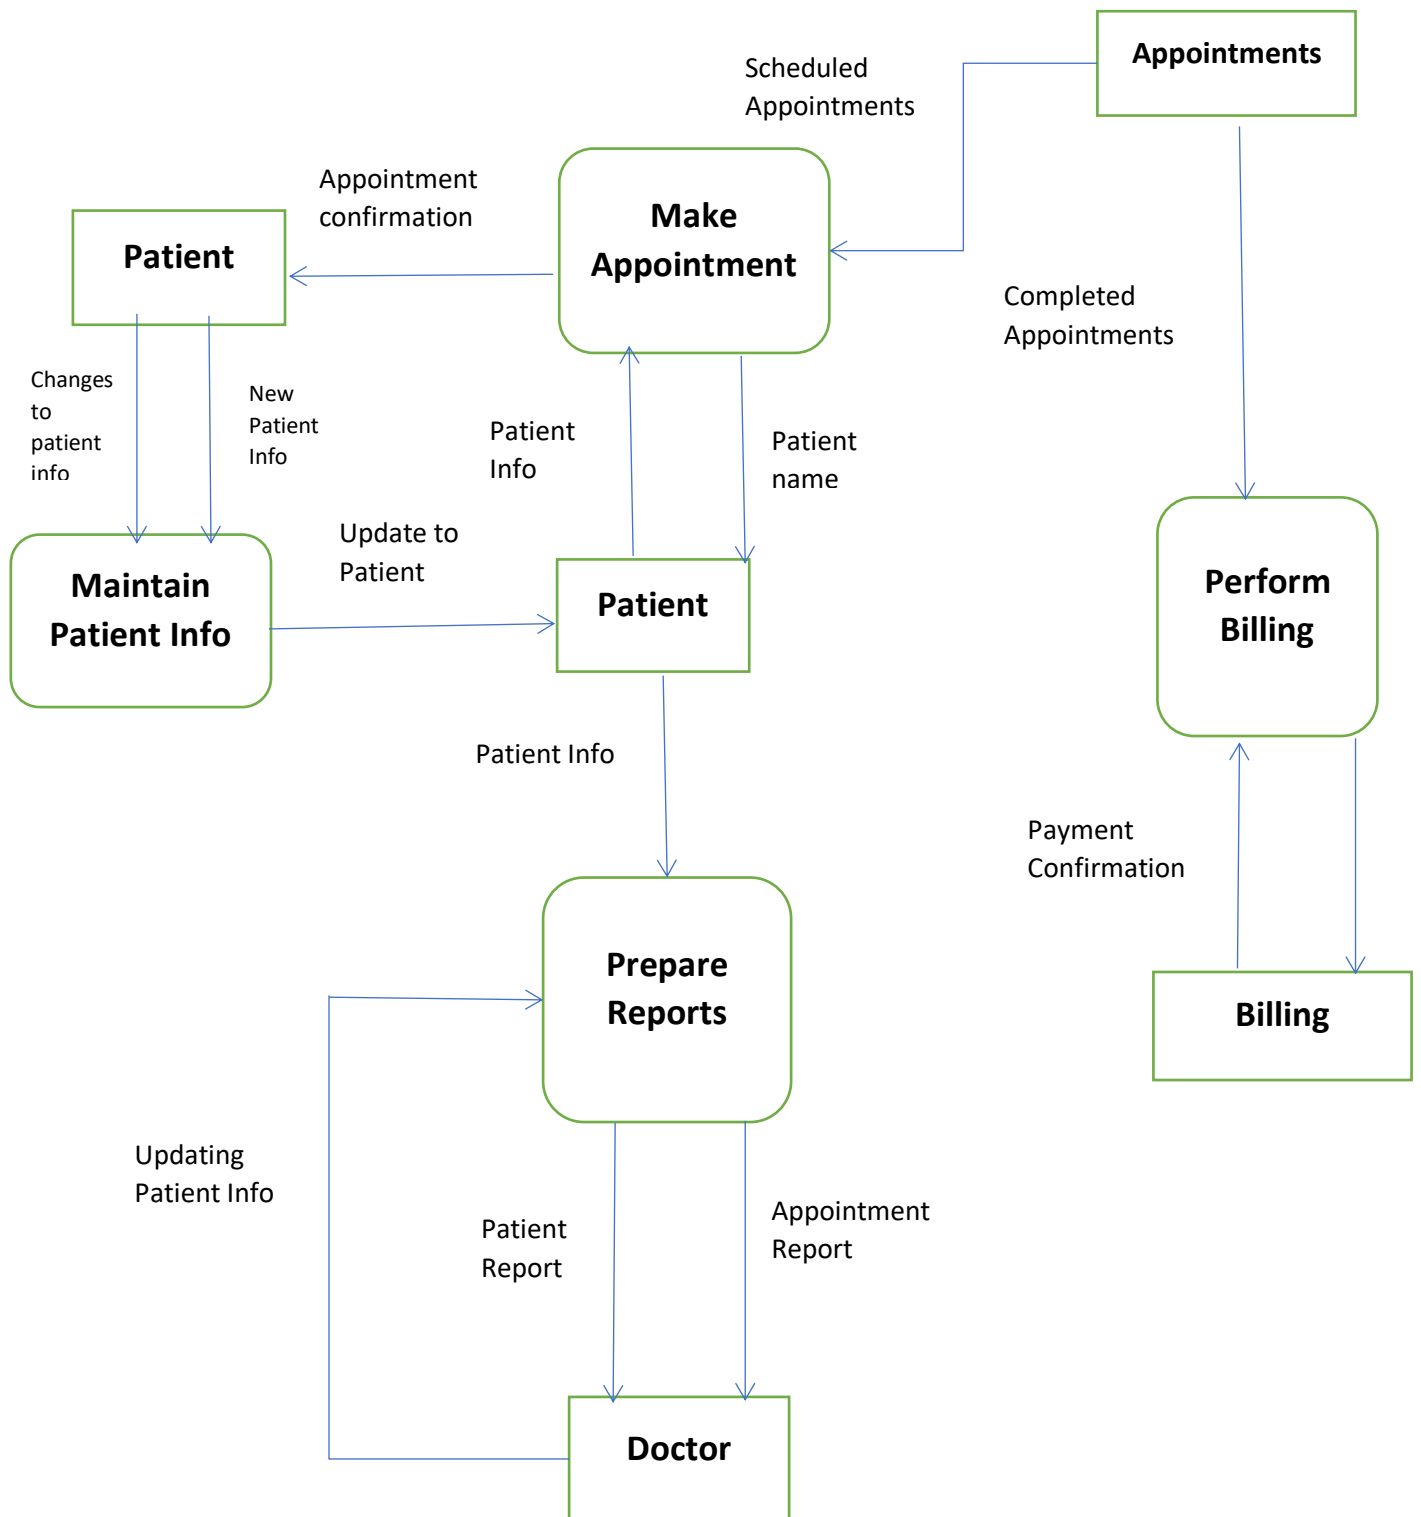 Appointments
Scheduled
Appointments
Appointment
confirmation
Make
Appointment
Patient
Completed
Appointments
Changes
to
patient
info
New
Patient
Info
Patient
Info
Patient
name
Update to
Patient
Maintain
Patient Info
Patient
Perform
Billing
Patient Info
Payment
Confirmation
Prepare
Reports
Billing
Updating
Patient Info
Patient
Report
Appointment
Report
Doctor